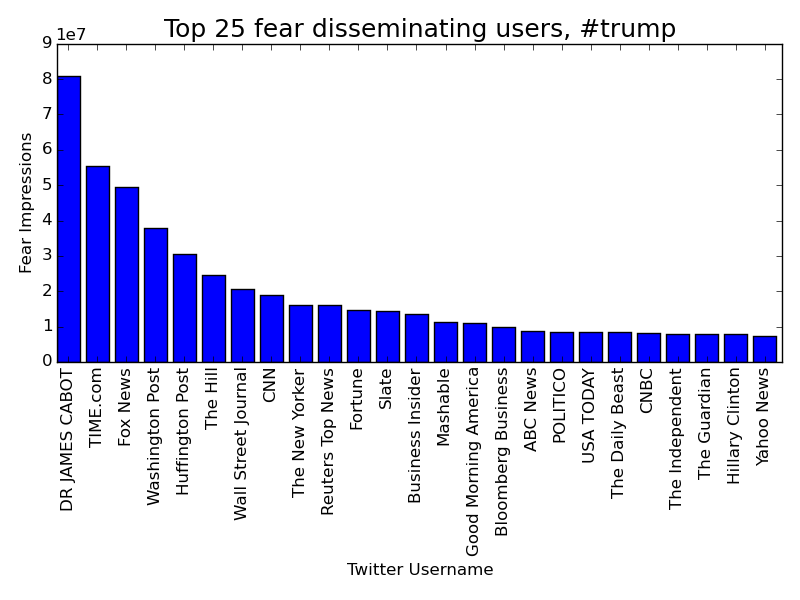 Top 25 fear disseminating users, #trump
1e7
9
8
7
6
5
4
3
2
1
0
Fear Impressions
DR JAMES CABOT
TIME.com
Fox News
Washington Post
Huffington Post
The Hill
Wall Street Journal
CNN
The New Yorker
Reuters Top News
Fortune
Slate
Business Insider
Mashable
Good Morning America
Bloomberg Business
ABC News
POLITICO
USA TODAY
The Daily Beast
CNBC
The Independent
The Guardian
Hillary Clinton
Yahoo News
Twitter Username